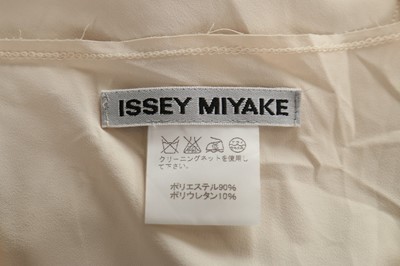 ISSEY MIYAKE
クリーニングネットを使用し
て下さい。
ポリエステル90%
ポリウレタン10%